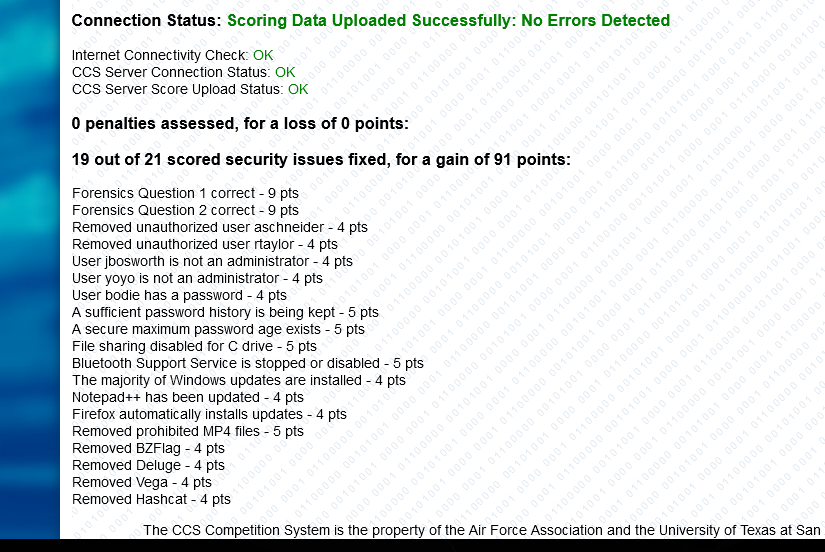 Connection Status: Scoring Data Uploaded Successfully: No Errors Detected
Internet Connectivity Check: OK
CCS Server Connection Status: OK
CCS Server Score Upload Status: OK
0 penalties assessed, for a loss of 0 points:
19 out of 21 scored security issues fixed, for a gain of 91 points:
Forensics Question 1 correct - 9 pts
Forensics Question 2 correct - 9 pts
Removed unauthorized user aschneider - 4 pts
Removed unauthorized user rtaylor - 4 pts
User jbosworth is not an administrator - 4 pts
User yoyo is not an administrator - 4 pts
User bodie has a password - 4 pts
A sufficient password history is being kept - 5 pts
A secure maximum password age exists - 5 pts
File sharing disabled for C drive - 5 pts
Bluetooth Support Service is stopped or disabled - 5 pts
The majority of Windows updates are installed - 4 pts
Notepad++ has been updated - 4 pts
Firefox automatically installs updates - 4 pts
Removed prohibited MP4 files - 5 pts
Removed BZFlag - 4 pts
Removed Deluge - 4 pts
Removed Vega - 4 pts
Removed Hashcat - 4 pts
The CCS Competition System is the property of the Air Force Association and the University of Texas at San